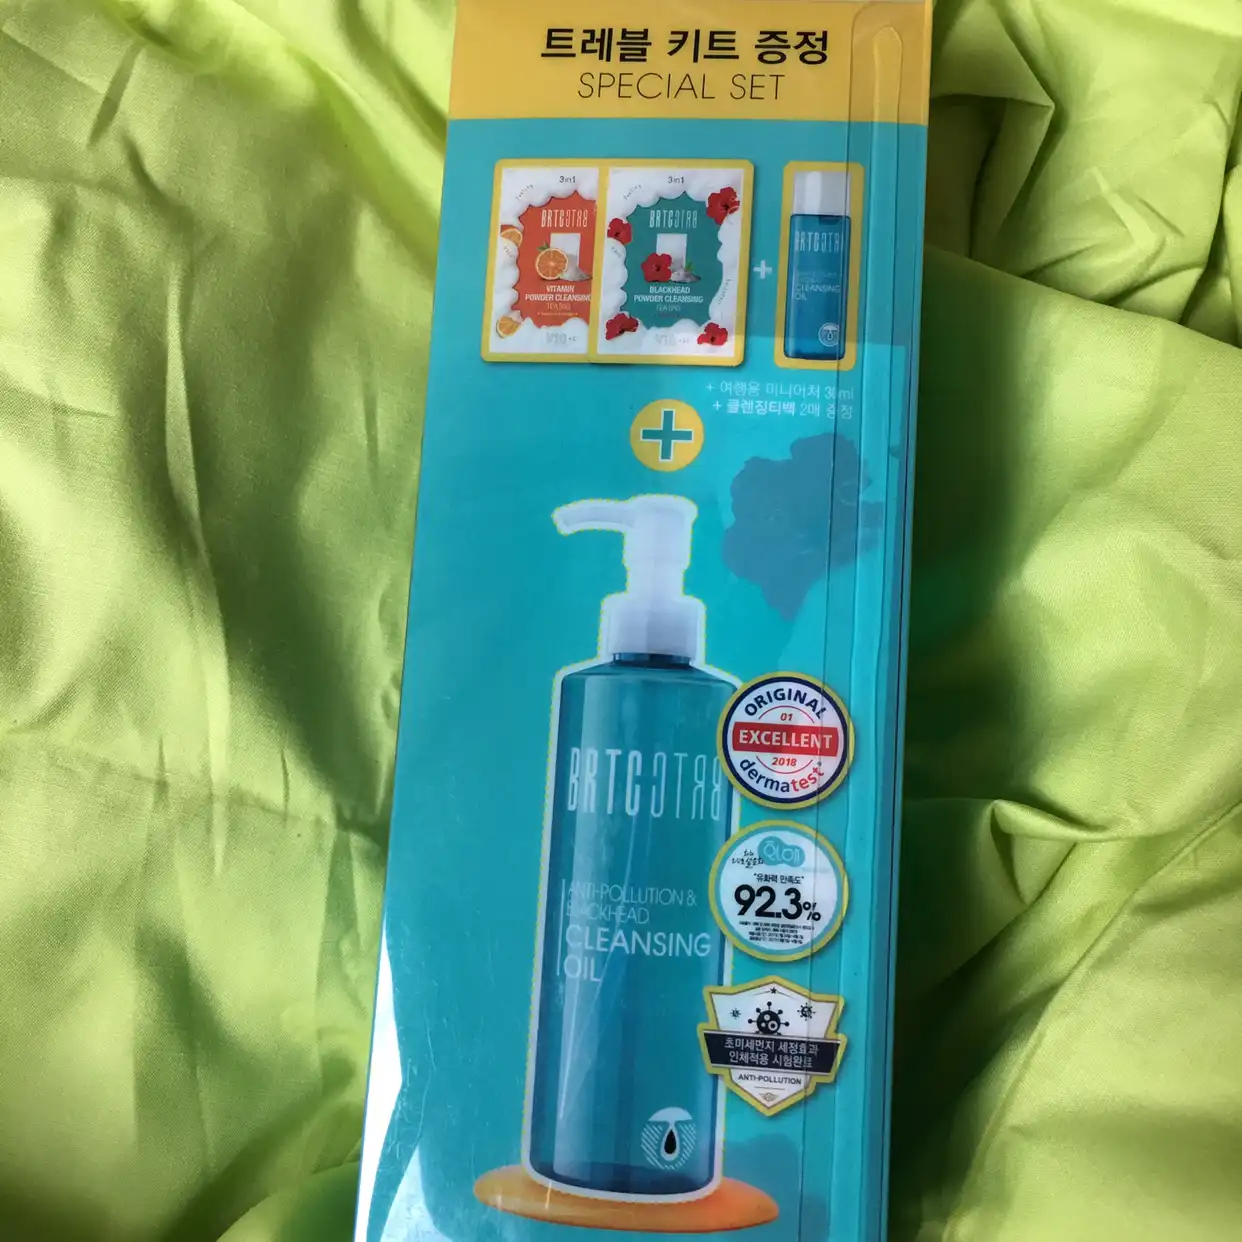 트레블 키트 증정
SPECIAL SET
3in1
BRTC
VITAMIN
POWDER CLEANSING
TEA BAG
3in1
BRTC
BLACKHEAD
POWDER CLEANSING
TEA BAG
+
BRTC
CLEANSING
OIL
+ 여행용 미니어처 30ml
+ 클렌징티백 2매 증정
+
BRTC
ANTI-POLLUTION &
BLACKHEAD
CLEANSING
OIL
ORIGINAL
01
EXCELLENT
2018
dermatest
"유화력 만족도"
92.3%
초미세먼지 세정효과
인체적용 시험완료
ANTI-POLLUTION